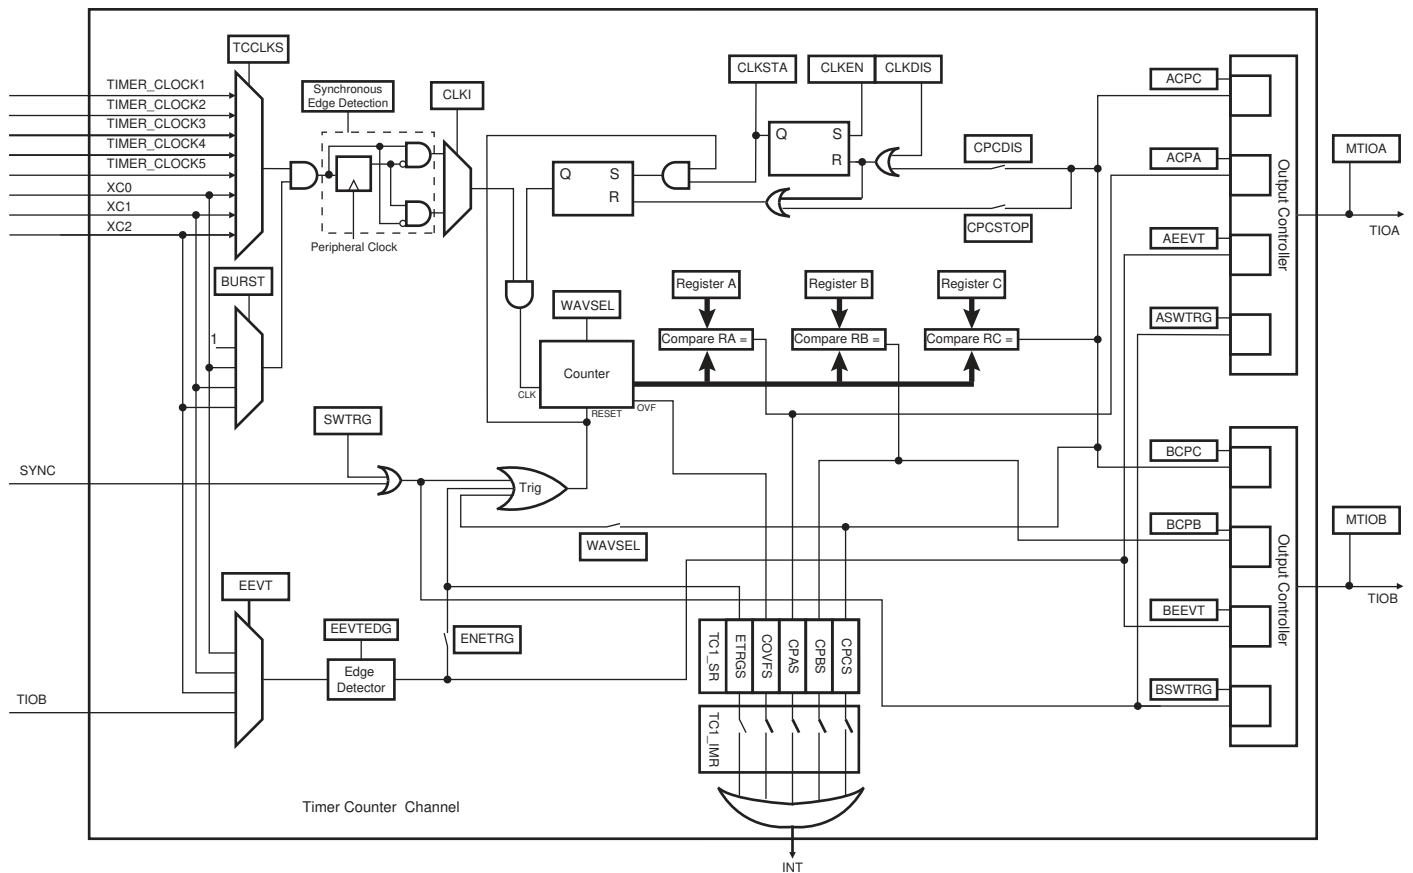 TCCLKS
TIMER_CLOCK1
TIMER_CLOCK2
TIMER_CLOCK3
TIMER_CLOCK4
TIMER_CLOCK5
XC0
XC1
XC2
Synchronous
Edge Detection
CLKI
Peripheral Clock
BURST
1
CLKSTA
CLKEN
CLKDIS
Q
S
R
Q
S
R
CPCDIS
CPCSTOP
ACPC
ACPA
AEEVT
ASWTRG
Output Controller
MTIOA
TIOA
WAVSEL
Register A
Register B
Register C
Compare RA =
Compare RB =
Compare RC =
Counter
CLK
RESET
OVF
SWTRG
SYNC
Trig
WAVSEL
BCPC
BCPB
BEEVT
BSWTRG
Output Controller
MTIOB
TIOB
EEVT
EEVTEDG
Edge
Detector
ENETRG
TIOB
TC1_SR
ETRGS
COVFS
CPAS
CPBS
CPCS
TC1_IMR
Timer Counter Channel
INT